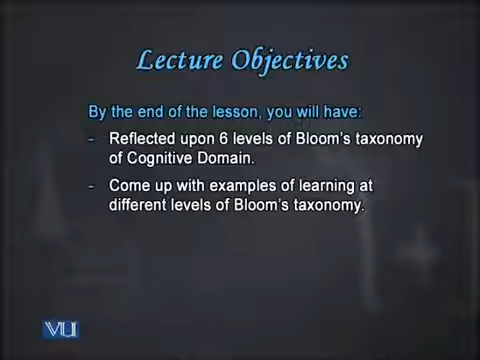 Lecture Objectives
By the end of the lesson, you will have:
- Reflected upon 6 levels of Bloom's taxonomy
of Cognitive Domain.
- Come up with examples of learning at
different levels of Bloom's taxonomy.
VU